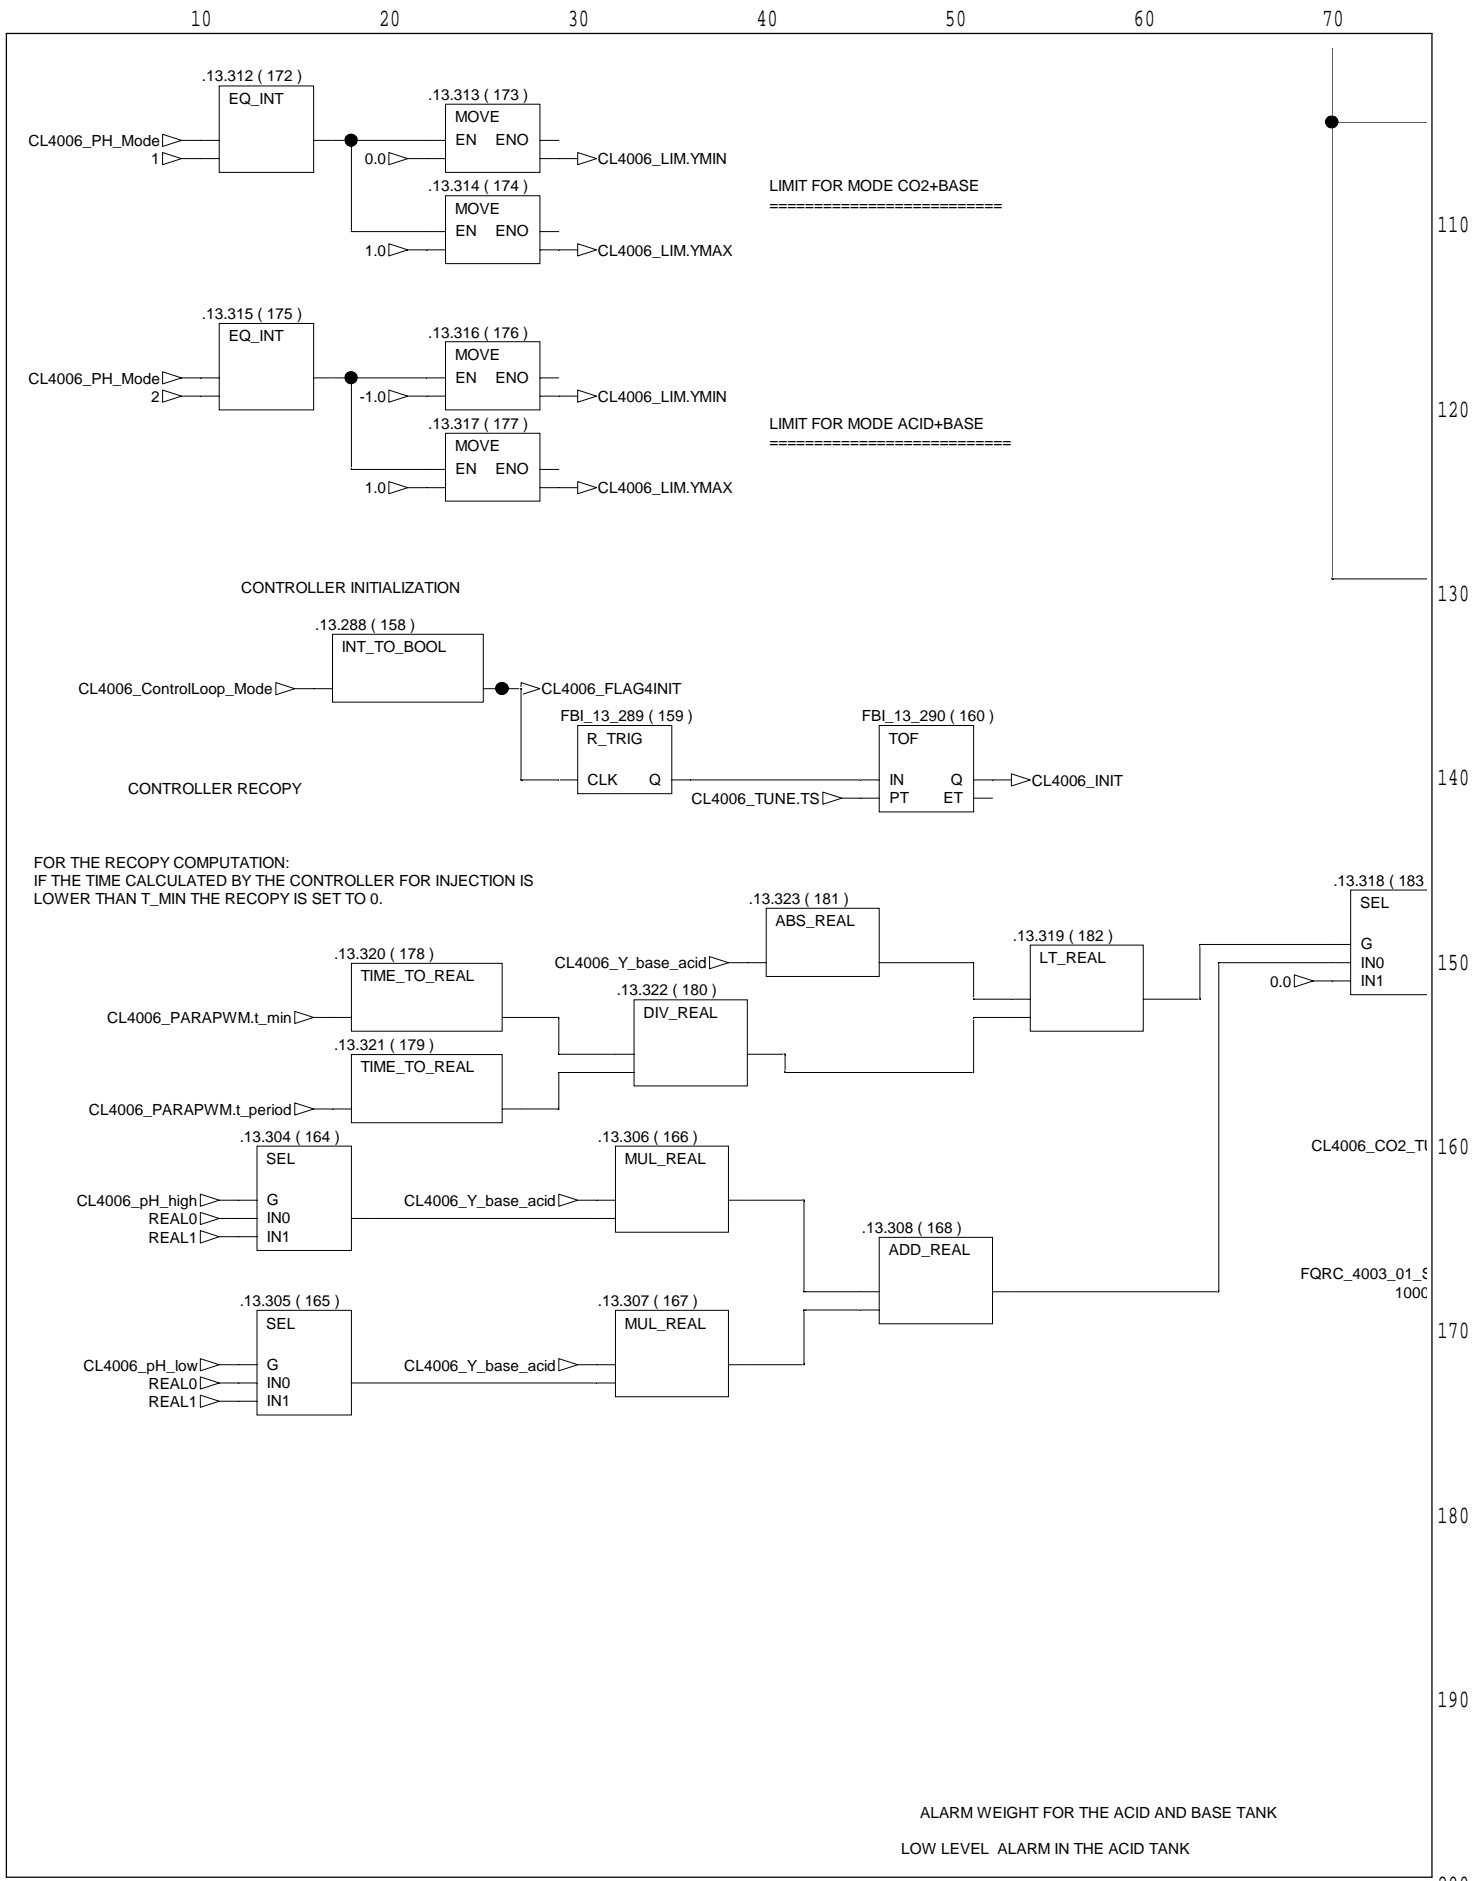 10 20 30 40 50 60 70
.13.312 ( 172 )
EQ_INT
CL4006_PH_Mode
1
.13.313 ( 173 )
MOVE
EN ENO
0.0
CL4006_LIM.YMIN
.13.314 ( 174 )
MOVE
EN ENO
1.0
CL4006_LIM.YMAX
LIMIT FOR MODE CO2+BASE
==========================
110
.13.315 ( 175 )
EQ_INT
CL4006_PH_Mode
2
.13.316 ( 176 )
MOVE
EN ENO
-1.0
CL4006_LIM.YMIN
.13.317 ( 177 )
MOVE
EN ENO
1.0
CL4006_LIM.YMAX
LIMIT FOR MODE ACID+BASE
===========================
120
CONTROLLER INITIALIZATION
130
.13.288 ( 158 )
INT_TO_BOOL
CL4006_ControlLoop_Mode
CL4006_FLAG4INIT
FBI_13_289 ( 159 )
R_TRIG
CLK Q
FBI_13_290 ( 160 )
TOF
IN Q
PT ET
CL4006_TUNE.TS
CL4006_INIT
140
CONTROLLER RECOPY
FOR THE RECOPY COMPUTATION:
IF THE TIME CALCULATED BY THE CONTROLLER FOR INJECTION IS
LOWER THAN T_MIN THE RECOPY IS SET TO 0.
.13.323 ( 181 )
ABS_REAL
CL4006_Y_base_acid
.13.319 ( 182 )
LT_REAL
.13.318 ( 183
SEL
G
IN0
IN1
0.0
150
.13.320 ( 178 )
TIME_TO_REAL
CL4006_PARAPWM.t_min
.13.322 ( 180 )
DIV_REAL
.13.321 ( 179 )
TIME_TO_REAL
CL4006_PARAPWM.t_period
.13.304 ( 164 )
SEL
CL4006_pH_high
G
REAL0
IN0
REAL1
IN1
.13.306 ( 166 )
MUL_REAL
CL4006_Y_base_acid
CL4006_CO2_TU
160
.13.308 ( 168 )
ADD_REAL
FQRC_4003_01_S
1000
.13.305 ( 165 )
SEL
CL4006_pH_low
G
REAL0
IN0
REAL1
IN1
.13.307 ( 167 )
MUL_REAL
CL4006_Y_base_acid
170
180
190
ALARM WEIGHT FOR THE ACID AND BASE TANK
LOW LEVEL ALARM IN THE ACID TANK